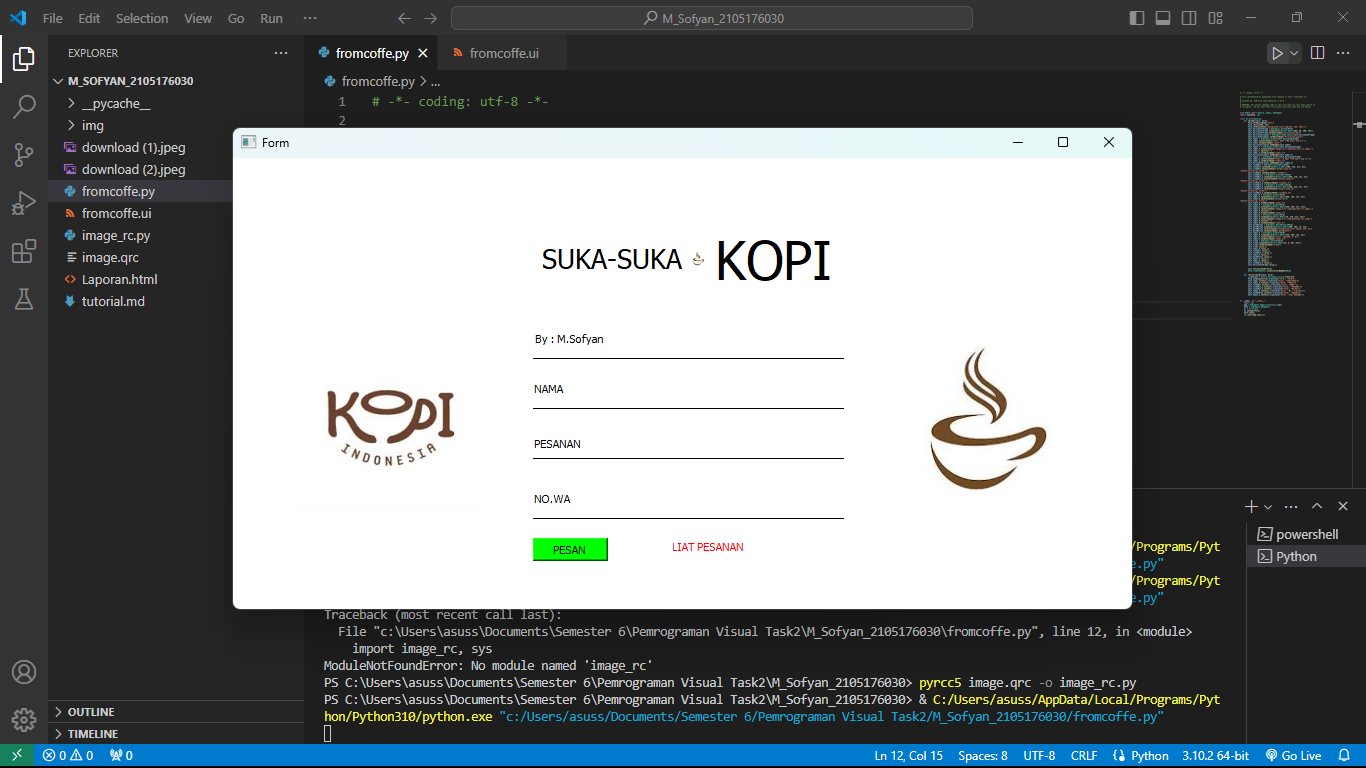 File Edit Selection View Go Run ···
M_Sofyan_2105176030
EXPLORER
M_SOFYAN_2105176030
__pycache__
img
download (1).jpeg
download (2).jpeg
fromcoffe.py
fromcoffe.ui
image_rc.py
image.qrc
Laporan.html
tutorial.md
OUTLINE
TIMELINE
fromcoffe.py
fromcoffe.ui
fromcoffe.py > ...
1 # -*- coding: utf-8 -*-
2
Form
SUKA-SUKA KOPI
By : M.Sofyan
NAMA
PESANAN
NO.WA
PESAN
LIAT PESANAN
KOPI
INDONESIA
powershell
Python
/Programs/Pyt
e.py"
/Programs/Pyt
e.py"
Traceback (most recent call last):
File "c:\Users\asuss\Documents\Semester 6\Pemrograman Visual Task2\M_Sofyan_2105176030\fromcoffe.py", line 12, in <module>
import image_rc, sys
ModuleNotFoundError: No module named 'image_rc'
PS C:\Users\asuss\Documents\Semester 6\Pemrograman Visual Task2\M_Sofyan_2105176030> pyrcc5 image.qrc -o image_rc.py
PS C:\Users\asuss\Documents\Semester 6\Pemrograman Visual Task2\M_Sofyan_2105176030> & C:/Users/asuss/AppData/Local/Programs/Pyt
hon/Python310/python.exe "c:/Users/asuss/Documents/Semester 6/Pemrograman Visual Task2/M_Sofyan_2105176030/fromcoffe.py"
0 0 0
Ln 12, Col 15 Spaces: 8 UTF-8 CRLF Python 3.10.2 64-bit Go Live